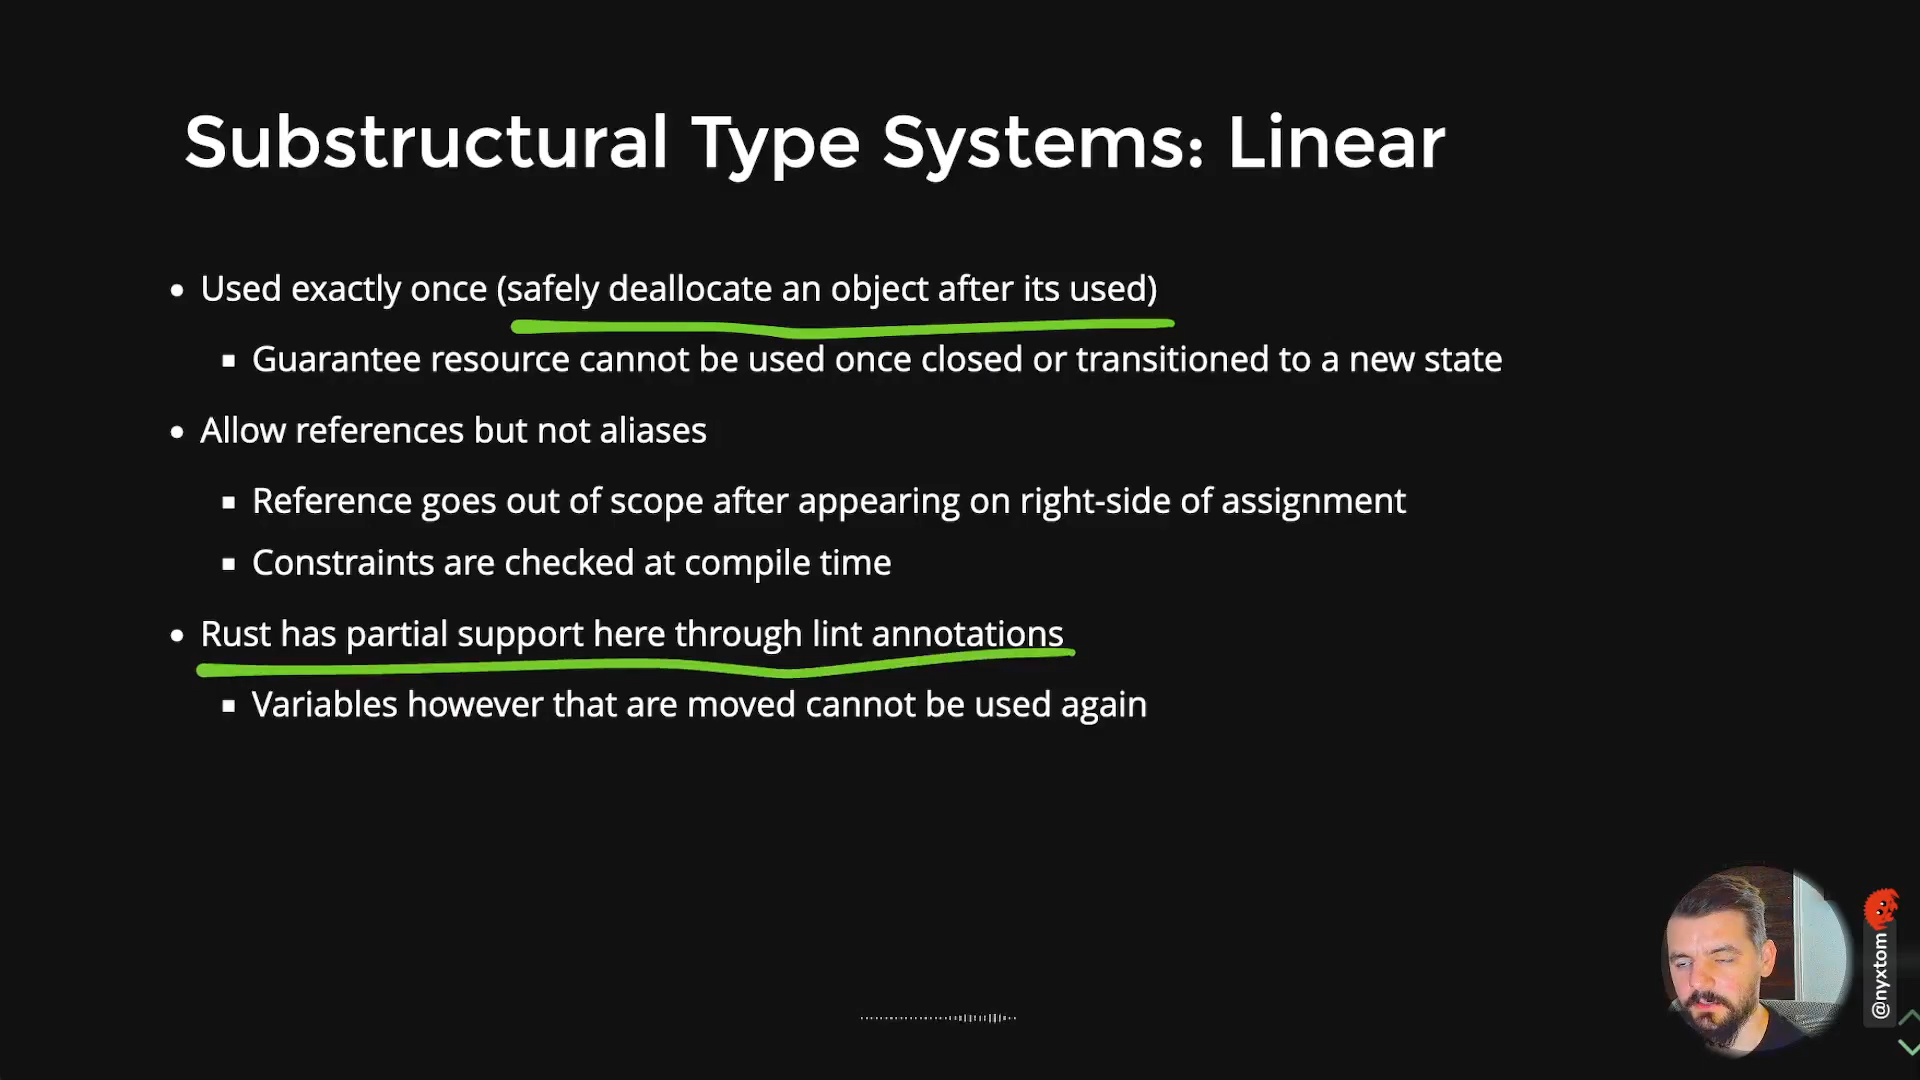 Substructural Type Systems: Linear
Used exactly once (safely deallocate an object after its used)
Guarantee resource cannot be used once closed or transitioned to a new state
Allow references but not aliases
Reference goes out of scope after appearing on right-side of assignment
Constraints are checked at compile time
Rust has partial support here through lint annotations
Variables however that are moved cannot be used again
@nyxtom